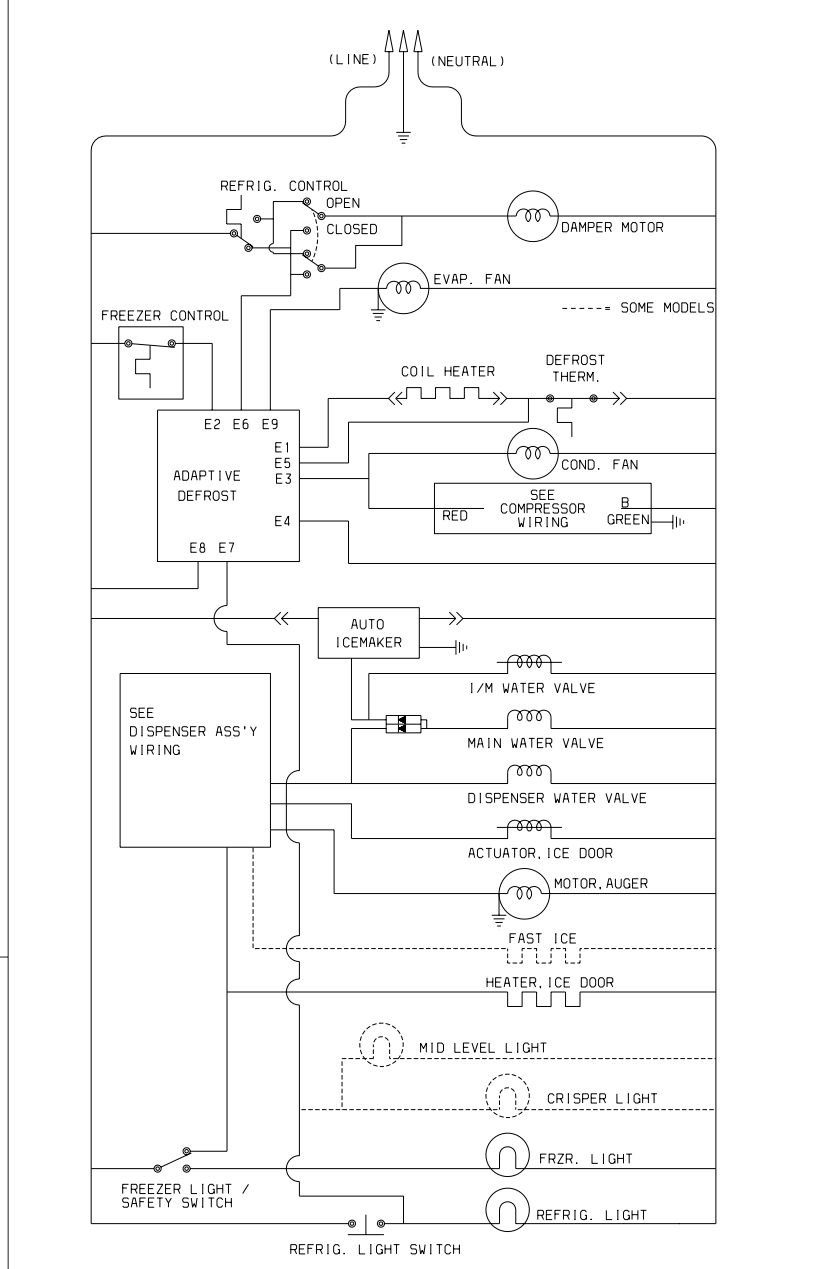 (LINE)
(NEUTRAL)
REFRIG. CONTROL
OPEN
CLOSED
DAMPER MOTOR
EVAP. FAN
SOME MODELS
FREEZER CONTROL
COIL HEATER
DEFROST
THERM.
E2 E6 E9
E1
E5
E3
E4
E8 E7
ADAPTIVE
DEFROST
COND. FAN
SEE
COMPRESSOR
WIRING
RED
B
GREEN
AUTO
ICEMAKER
I/M WATER VALVE
SEE
DISPENSER ASS'Y
WIRING
MAIN WATER VALVE
DISPENSER WATER VALVE
ACTUATOR, ICE DOOR
MOTOR, AUGER
FAST ICE
HEATER, ICE DOOR
MID LEVEL LIGHT
CRISPER LIGHT
FRZR. LIGHT
FREEZER LIGHT /
SAFETY SWITCH
REFRIG. LIGHT
REFRIG. LIGHT SWITCH